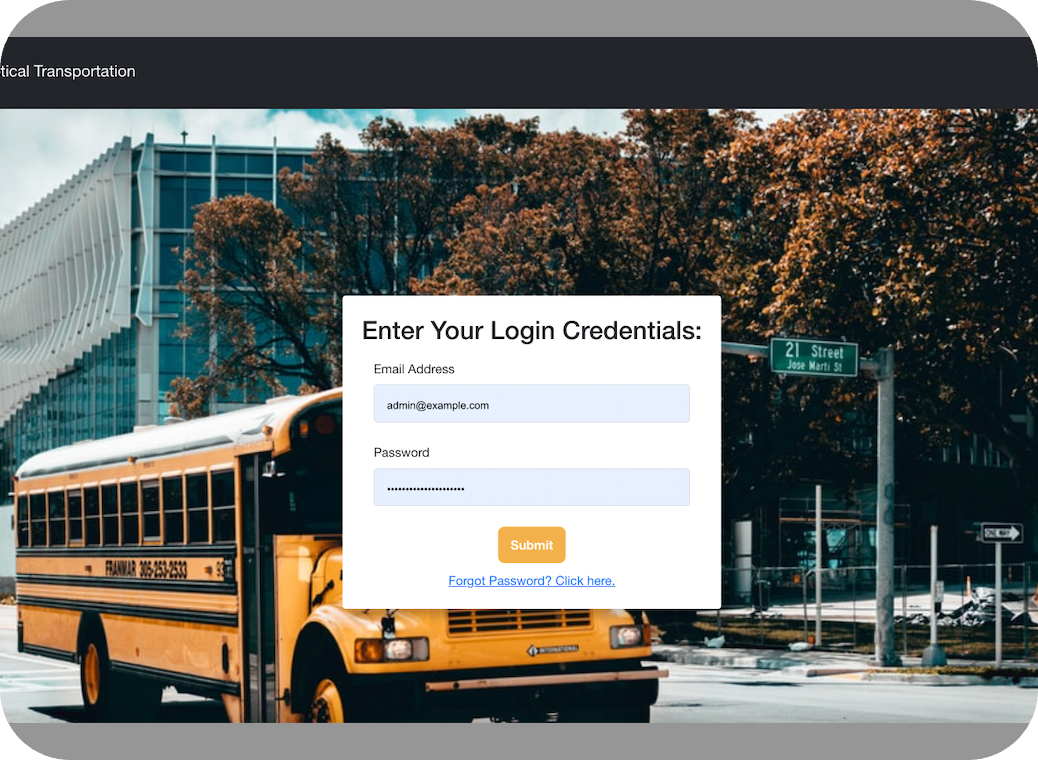 tical Transportation
Enter Your Login Credentials:
Email Address
admin@example.com
Password
•••••••••••••••••••••
Submit
Forgot Password? Click here.
21 Street
Jose Marti St
ONE WAY
FRANMAR 305-253-2533
INTERNATIONAL